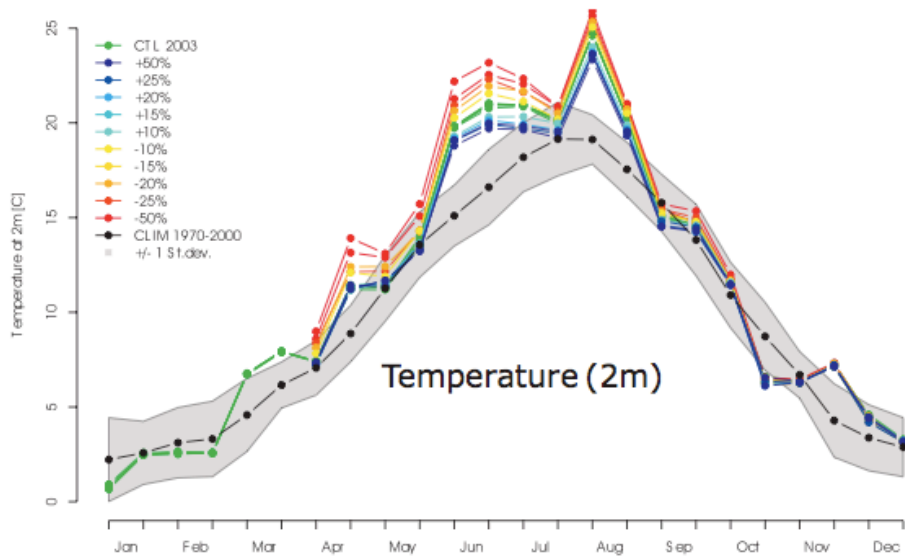 25
20
15
10
5
0
Temperature at 2m [C]
CTL 2003
+50%
+25%
+20%
+15%
+10%
-10%
-15%
-20%
-25%
-50%
CLIM 1970-2000
+/- 1 St.dev.
Temperature (2m)
Jan Feb Mar Apr May Jun Jul Aug Sep Oct Nov Dec